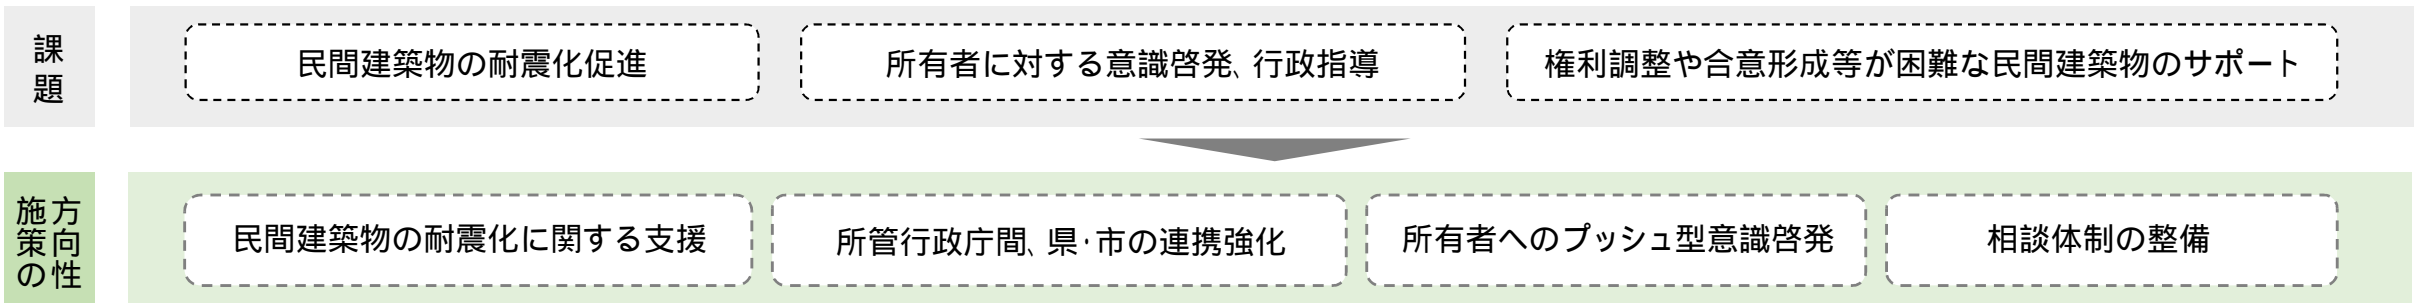 課題
民間建築物の耐震化促進
所有者に対する意識啓発、行政指導
権利調整や合意形成等が困難な民間建築物のサポート
施策の方向性
民間建築物の耐震化に関する支援
所管行政庁間、県・市の連携強化
所有者へのプッシュ型意識啓発
相談体制の整備